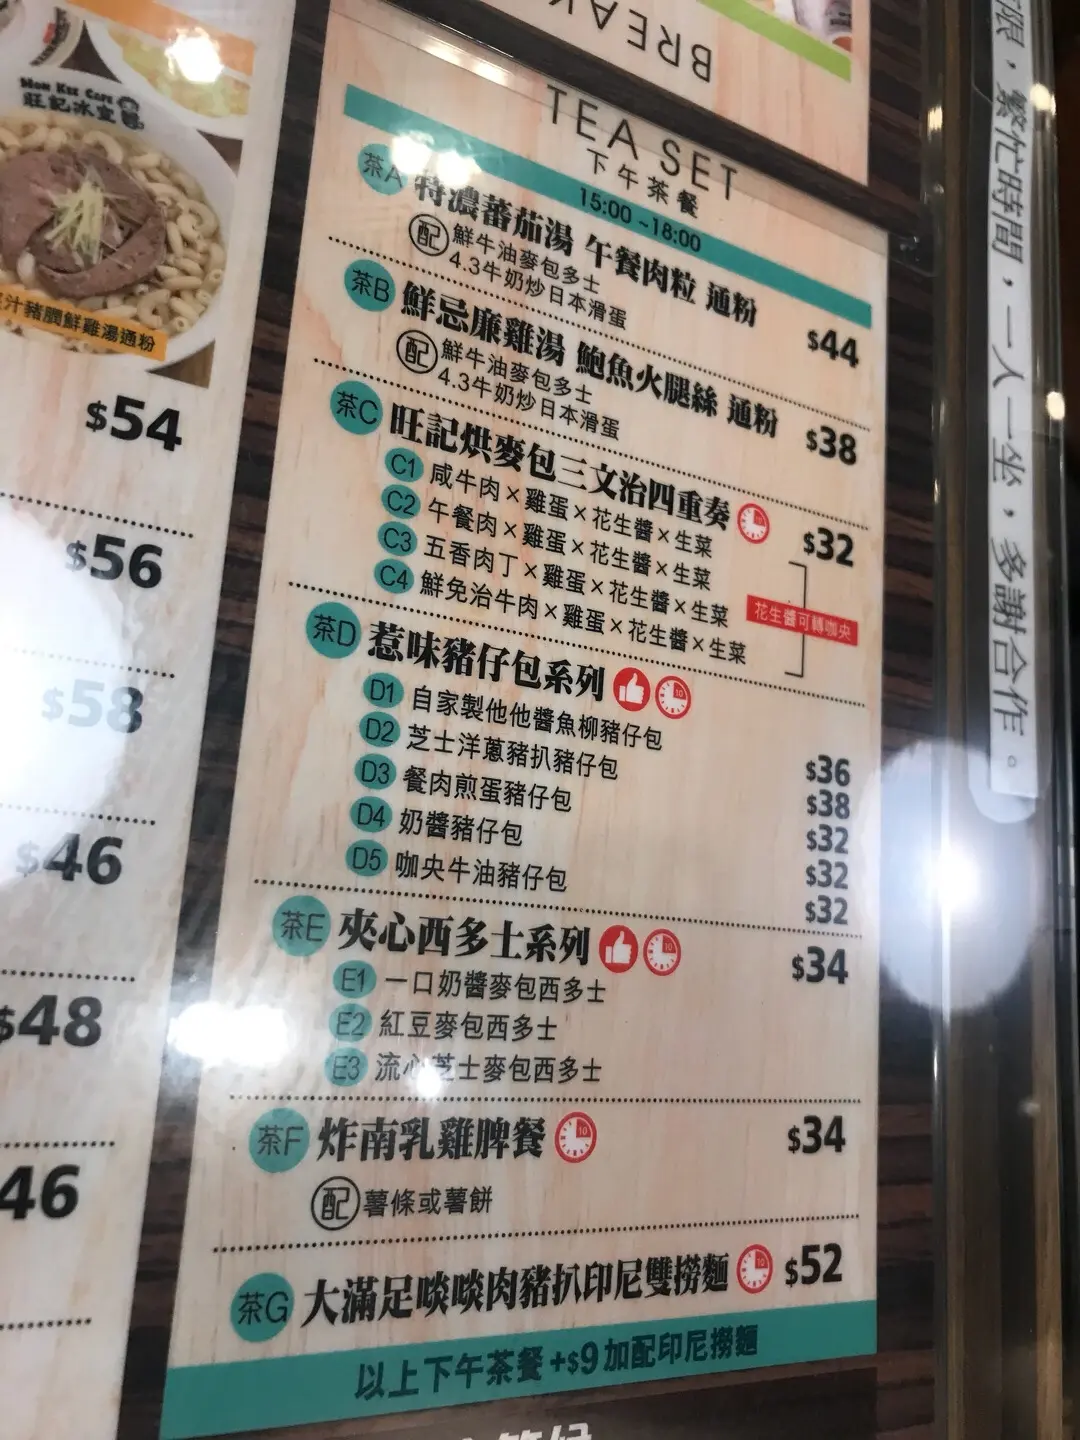 BREAK
MON KEE CAFE
旺記冰室
汁豬膶鮮雞湯通粉
$54
$56
$58
$46
$48
46
TEA SET
下午茶餐
15:00 ~18:00
茶A 特濃蕃茄湯 午餐肉粒 通粉 $44
配 鮮牛油麥包多士
4.3牛奶炒日本滑蛋
茶B 鮮忌廉雞湯 鮑魚火腿絲 通粉 $38
配 鮮牛油麥包多士
4.3牛奶炒日本滑蛋
茶C 旺記烘麥包三文治四重奏 10 $32
C1 咸牛肉×雞蛋×花生醬×生菜
C2 午餐肉×雞蛋×花生醬×生菜
C3 五香肉丁×雞蛋×花生醬×生菜
C4 鮮免治牛肉×雞蛋×花生醬×生菜
花生醬可轉咖央
茶D 惹味豬仔包系列 10
D1 自家製他他醬魚柳豬仔包 $36
D2 芝士洋蔥豬扒豬仔包 $38
D3 餐肉煎蛋豬仔包 $32
D4 奶醬豬仔包 $32
D5 咖央牛油豬仔包 $32
茶E 夾心西多士系列 10 $34
E1 一口奶醬麥包西多士
E2 紅豆麥包西多士
E3 流心芝士麥包西多士
茶F 炸南乳雞脾餐 10 $34
配 薯條或薯餅
茶G 大滿足啖啖肉豬扒印尼雙撈麵 10 $52
以上下午茶餐+$9加配印尼撈麵
限，繁忙時間，一人一坐，多謝合作。